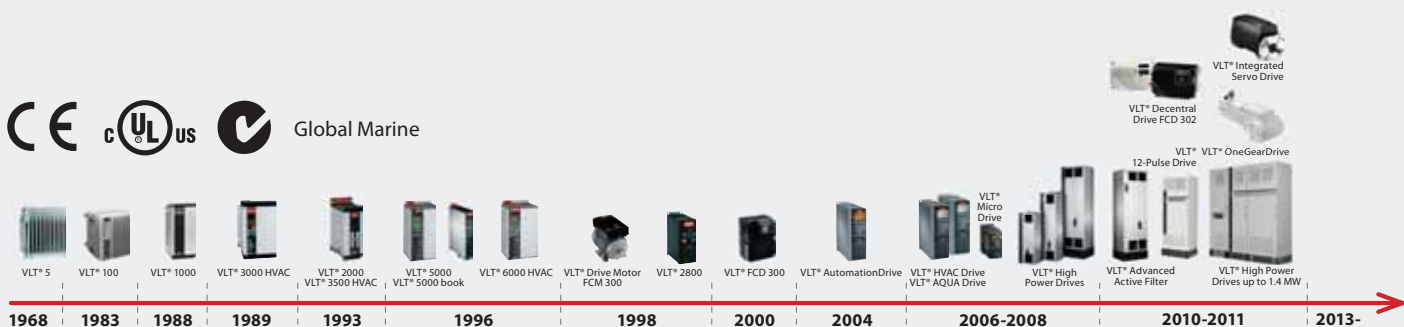 CE
c UL US
Global Marine
VLT® 5
VLT® 100
VLT® 1000
VLT® 3000 HVAC
VLT® 2000
VLT® 3500 HVAC
VLT® 5000
VLT® 5000 book
VLT® 6000 HVAC
VLT® Drive Motor
FCM 300
VLT® 2800
VLT® FCD 300
VLT® AutomationDrive
VLT® HVAC Drive
VLT® AQUA Drive
VLT®
Micro
Drive
VLT® High
Power Drives
VLT® Advanced
Active Filter
VLT® Decentral
Drive FCD 302
VLT®
12-Pulse Drive
VLT® Integrated
Servo Drive
VLT® OneGearDrive
VLT® High Power
Drives up to 1.4 MW
1968
1983
1988
1989
1993
1996
1998
2000
2004
2006-2008
2010-2011
2013-